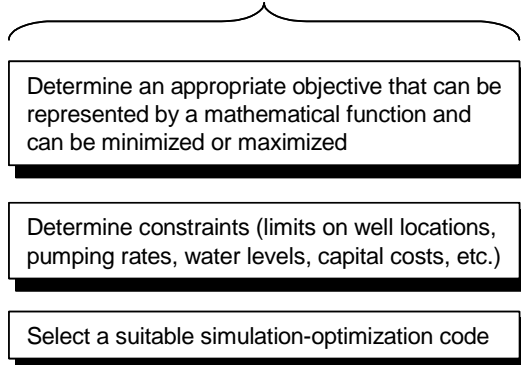 Determine an appropriate objective that can be
represented by a mathematical function and
can be minimized or maximized
Determine constraints (limits on well locations,
pumping rates, water levels, capital costs, etc.)
Select a suitable simulation-optimization code